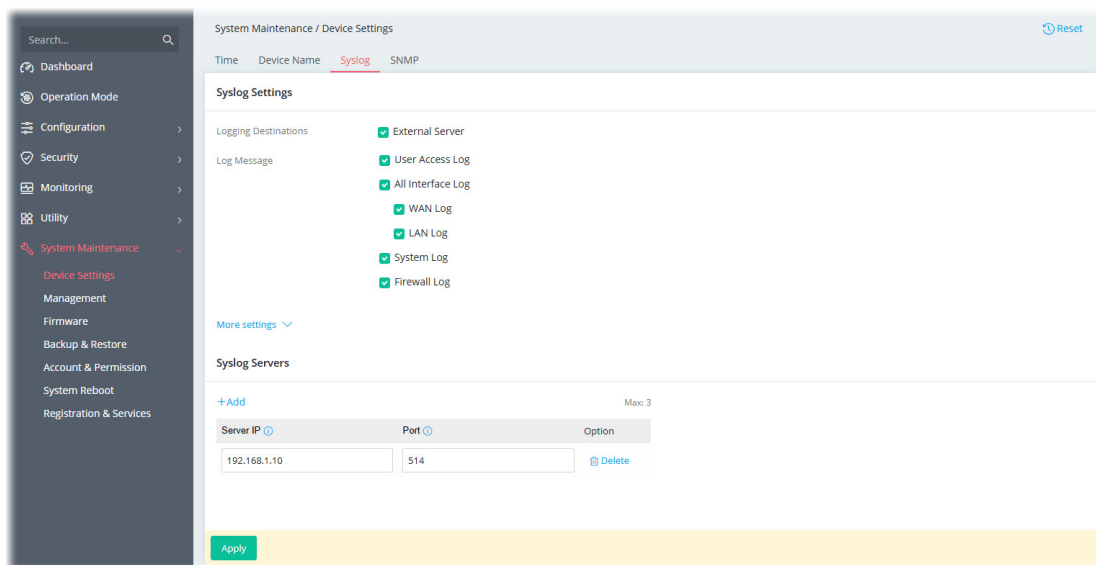 Search...
Dashboard
Operation Mode
Configuration
Security
Monitoring
Utility
System Maintenance
Device Settings
Management
Firmware
Backup & Restore
Account & Permission
System Reboot
Registration & Services
System Maintenance / Device Settings
Reset
Time Device Name Syslog SNMP
Syslog Settings
Logging Destinations External Server
Log Message User Access Log
All Interface Log
WAN Log
LAN Log
System Log
Firewall Log
More settings
Syslog Servers
+Add Max: 3
Server IP Port Option
192.168.1.10 514 Delete
Apply